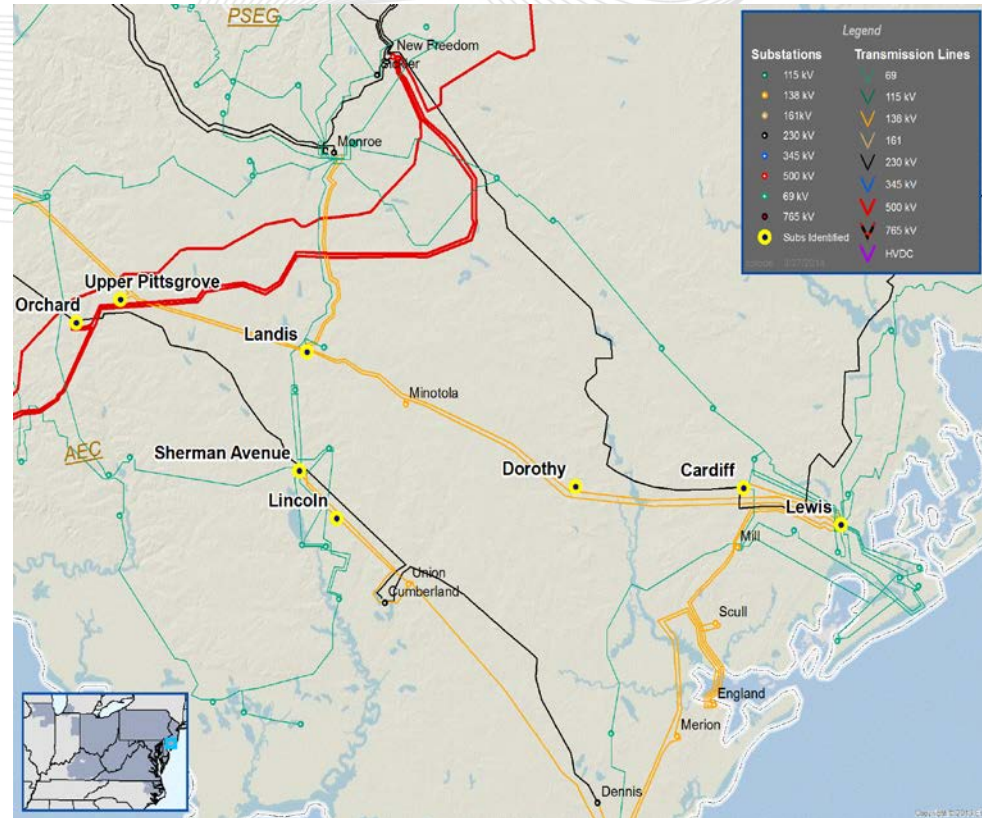 PSEG
New Freedom
Monroe
Upper Pittsgrove
Orchard
Landis
Minotola
AEC
Sherman Avenue
Dorothy
Cardiff
Lincoln
Lewis
Mill
Union
Cumberland
Scull
England
Merion
Dennis
Legend
Substations
115 kV
138 kV
161kV
230 kV
345 kV
500 kV
69 kV
765 kV
Subs Identified
Transmission Lines
69
115 kV
138 kV
161
230 kV
345 kV
500 kV
765 kV
HVDC